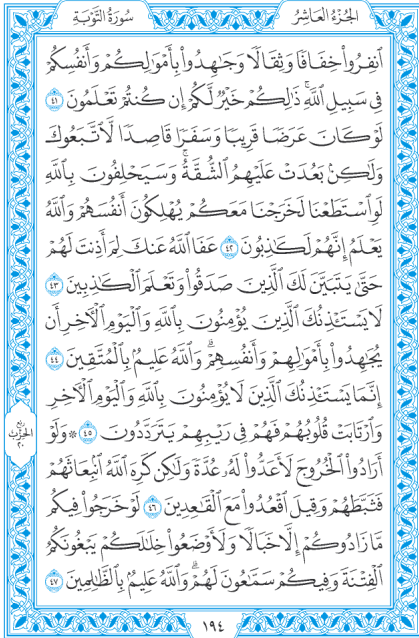 الجُزْءُ العَاشِرُ
سُورَةُ التَّوْبَةِ
ٱنفِرُواْ خِفَافٗا وَثِقَالٗا وَجَٰهِدُواْ بِأَمۡوَٰلِكُمۡ وَأَنفُسِكُمۡ
فِي سَبِيلِ ٱللَّهِۚ ذَٰلِكُمۡ خَيۡرٞ لَّكُمۡ إِن كُنتُمۡ تَعۡلَمُونَ ٤١
لَوۡ كَانَ عَرَضٗا قَرِيبٗا وَسَفَرٗا قَاصِدٗا لَّٱتَّبَعُوكَ
وَلَٰكِنۢ بَعُدَتۡ عَلَيۡهِمُ ٱلشُّقَّةُۚ وَسَيَحۡلِفُونَ بِٱللَّهِ
لَوِ ٱسۡتَطَعۡنَا لَخَرَجۡنَا مَعَكُمۡ يُهۡلِكُونَ أَنفُسَهُمۡ وَٱللَّهُ
يَعۡلَمُ إِنَّهُمۡ لَكَٰذِبُونَ ٤٢ عَفَا ٱللَّهُ عَنكَ لِمَ أَذِنتَ لَهُمۡ
حَتَّىٰ يَتَبَيَّنَ لَكَ ٱلَّذِينَ صَدَقُواْ وَتَعۡلَمَ ٱلۡكَٰذِبِينَ ٤٣
لَا يَسۡتَـٔۡذِنُكَ ٱلَّذِينَ يُؤۡمِنُونَ بِٱللَّهِ وَٱلۡيَوۡمِ ٱلۡأٓخِرِ أَن
يُجَٰهِدُواْ بِأَمۡوَٰلِهِمۡ وَأَنفُسِهِمۡۗ وَٱللَّهُ عَلِيمُۢ بِٱلۡمُتَّقِينَ ٤٤
إِنَّمَا يَسۡتَـٔۡذِنُكَ ٱلَّذِينَ لَا يُؤۡمِنُونَ بِٱللَّهِ وَٱلۡيَوۡمِ ٱلۡأٓخِرِ
وَٱرۡتَابَتۡ قُلُوبُهُمۡ فَهُمۡ فِي رَيۡبِهِمۡ يَتَرَدَّدُونَ ٤٥ ۞ وَلَوۡ
أَرَادُواْ ٱلۡخُرُوجَ لَأَعَدُّواْ لَهُۥ عُدَّةٗ وَلَٰكِن كَرِهَ ٱللَّهُ ٱنۢبِعَاثَهُمۡ
فَثَبَّطَهُمۡ وَقِيلَ ٱقۡعُدُواْ مَعَ ٱلۡقَٰعِدِينَ ٤٦ لَوۡ خَرَجُواْ فِيكُم
مَّا زَادُوكُمۡ إِلَّا خَبَالٗا وَلَأَوۡضَعُواْ خِلَٰلَكُمۡ يَبۡغُونَكُمُ
ٱلۡفِتۡنَةَ وَفِيكُمۡ سَمَّٰعُونَ لَهُمۡۗ وَٱللَّهُ عَلِيمُۢ بِٱلظَّٰلِمِينَ ٤٧
ربع
الحزب
٢٠
١٩٤